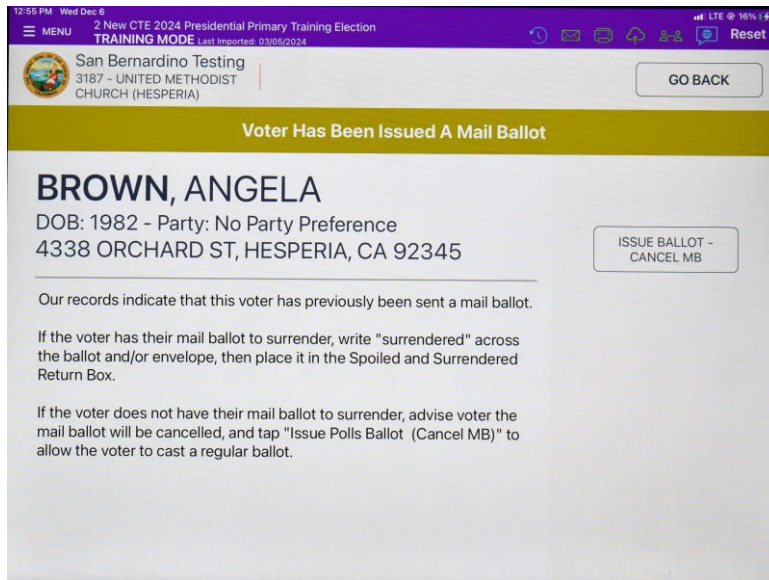 12:55 PM Wed Dec 6
LTE 16%
MENU
2 New CTE 2024 Presidential Primary Training Election
TRAINING MODE Last Imported: 03/05/2024
Reset
San Bernardino Testing
3187 - UNITED METHODIST
CHURCH (HESPERIA)
GO BACK
Voter Has Been Issued A Mail Ballot
BROWN, ANGELA
DOB: 1982 - Party: No Party Preference
4338 ORCHARD ST, HESPERIA, CA 92345
ISSUE BALLOT -
CANCEL MB
Our records indicate that this voter has previously been sent a mail ballot.
If the voter has their mail ballot to surrender, write "surrendered" across
the ballot and/or envelope, then place it in the Spoiled and Surrendered
Return Box.
If the voter does not have their mail ballot to surrender, advise voter the
mail ballot will be cancelled, and tap "Issue Polls Ballot (Cancel MB)" to
allow the voter to cast a regular ballot.